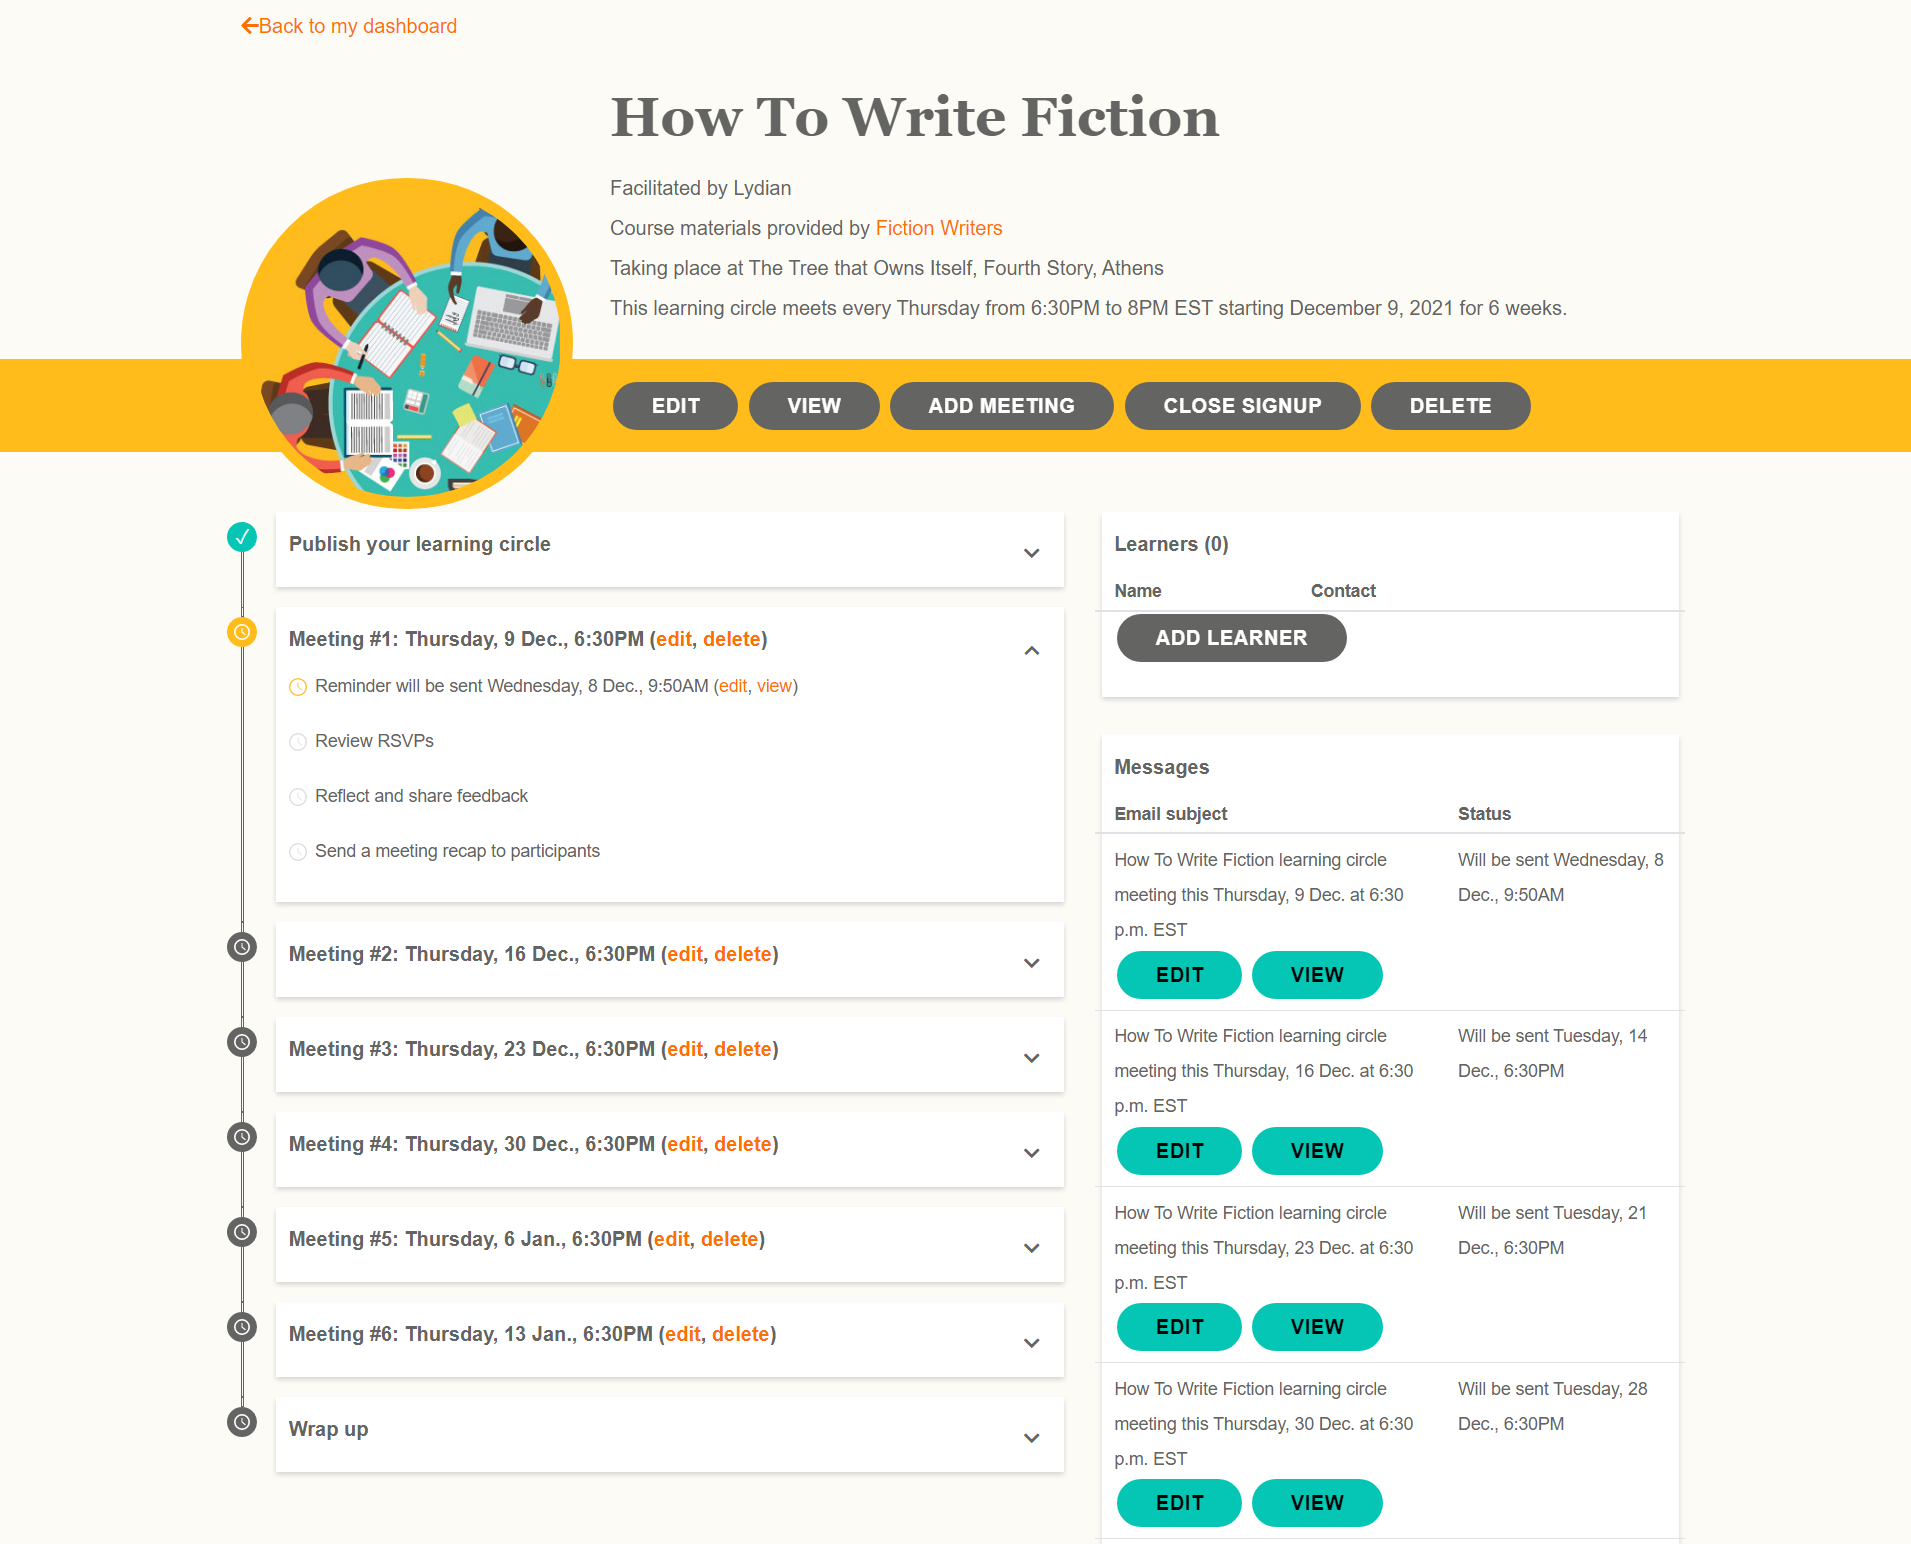 Back to my dashboard
How To Write Fiction
Facilitated by Lydian
Course materials provided by Fiction Writers
Taking place at The Tree that Owns Itself, Fourth Story, Athens
This learning circle meets every Thursday from 6:30PM to 8PM EST starting December 9, 2021 for 6 weeks.
EDIT VIEW ADD MEETING CLOSE SIGNUP DELETE
Publish your learning circle
Meeting #1: Thursday, 9 Dec., 6:30PM (edit, delete)
Reminder will be sent Wednesday, 8 Dec., 9:50AM (edit, view)
Review RSVPs
Reflect and share feedback
Send a meeting recap to participants
Meeting #2: Thursday, 16 Dec., 6:30PM (edit, delete)
Meeting #3: Thursday, 23 Dec., 6:30PM (edit, delete)
Meeting #4: Thursday, 30 Dec., 6:30PM (edit, delete)
Meeting #5: Thursday, 6 Jan., 6:30PM (edit, delete)
Meeting #6: Thursday, 13 Jan., 6:30PM (edit, delete)
Wrap up
Learners (0)
Name Contact
ADD LEARNER
Messages
Email subject Status
How To Write Fiction learning circle Will be sent Wednesday, 8
meeting this Thursday, 9 Dec. at 6:30 Dec., 9:50AM
p.m. EST
EDIT VIEW
How To Write Fiction learning circle Will be sent Tuesday, 14
meeting this Thursday, 16 Dec. at 6:30 Dec., 6:30PM
p.m. EST
EDIT VIEW
How To Write Fiction learning circle Will be sent Tuesday, 21
meeting this Thursday, 23 Dec. at 6:30 Dec., 6:30PM
p.m. EST
EDIT VIEW
How To Write Fiction learning circle Will be sent Tuesday, 28
meeting this Thursday, 30 Dec. at 6:30 Dec., 6:30PM
p.m. EST
EDIT VIEW